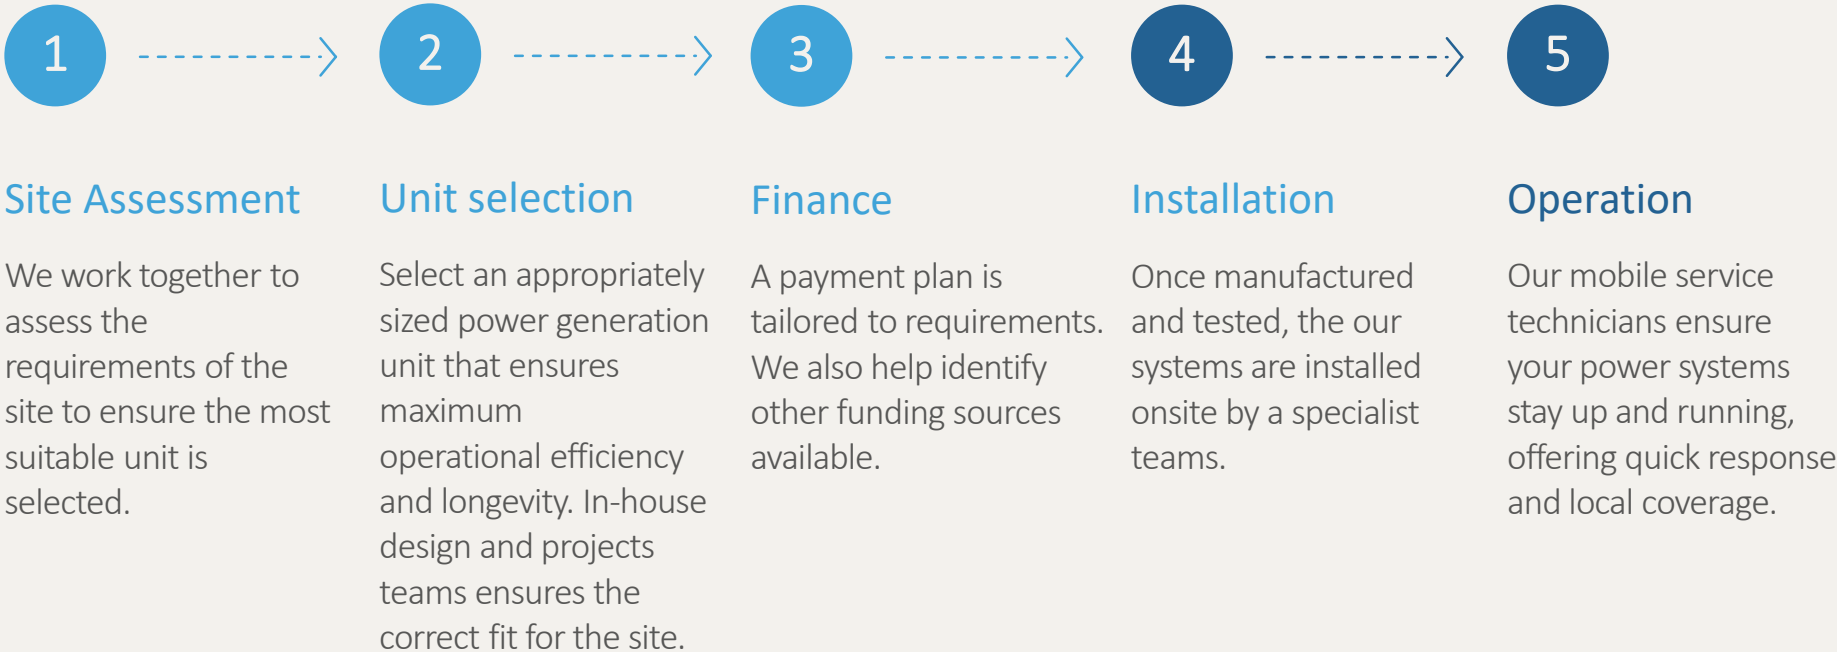 1
2
3
4
5
Site Assessment
We work together to
assess the
requirements of the
site to ensure the most
suitable unit is
selected.
Unit selection
Select an appropriately
sized power generation
unit that ensures
maximum
operational efficiency
and longevity. In-house
design and projects
teams ensures the
correct fit for the site.
Finance
A payment plan is
tailored to requirements.
We also help identify
other funding sources
available.
Installation
Once manufactured
and tested, the our
systems are installed
onsite by a specialist
teams.
Operation
Our mobile service
technicians ensure
your power systems
stay up and running,
offering quick response
and local coverage.